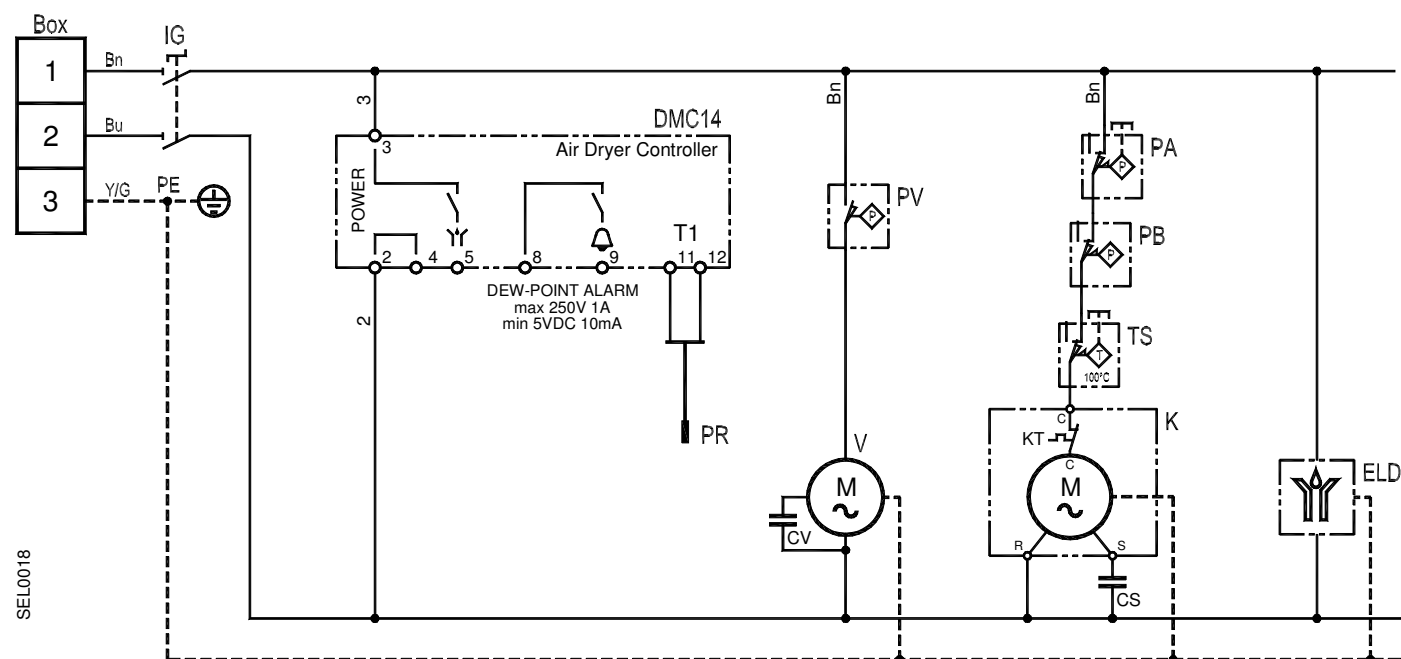 Box
IG
1
Bn
2
Bu
3
Y/G
PE
3
DMC14
3
Air Dryer Controller
POWER
T1
2
4
5
8
9
11
12
DEW-POINT ALARM
max 250V 1A
min 5VDC 10mA
2
PR
Bn
PV
P
V
M
CV
Bn
PA
P
PB
P
TS
T
100°C
C
K
KT
C
M
R
S
CS
ELD
SEL0018